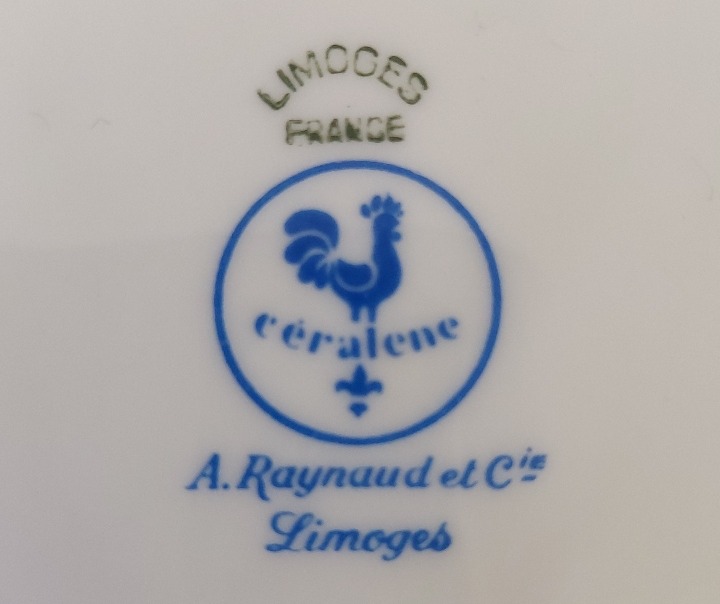 LIMOGES
FRANCE
céralene
A. Raynaud et Cie
Limoges